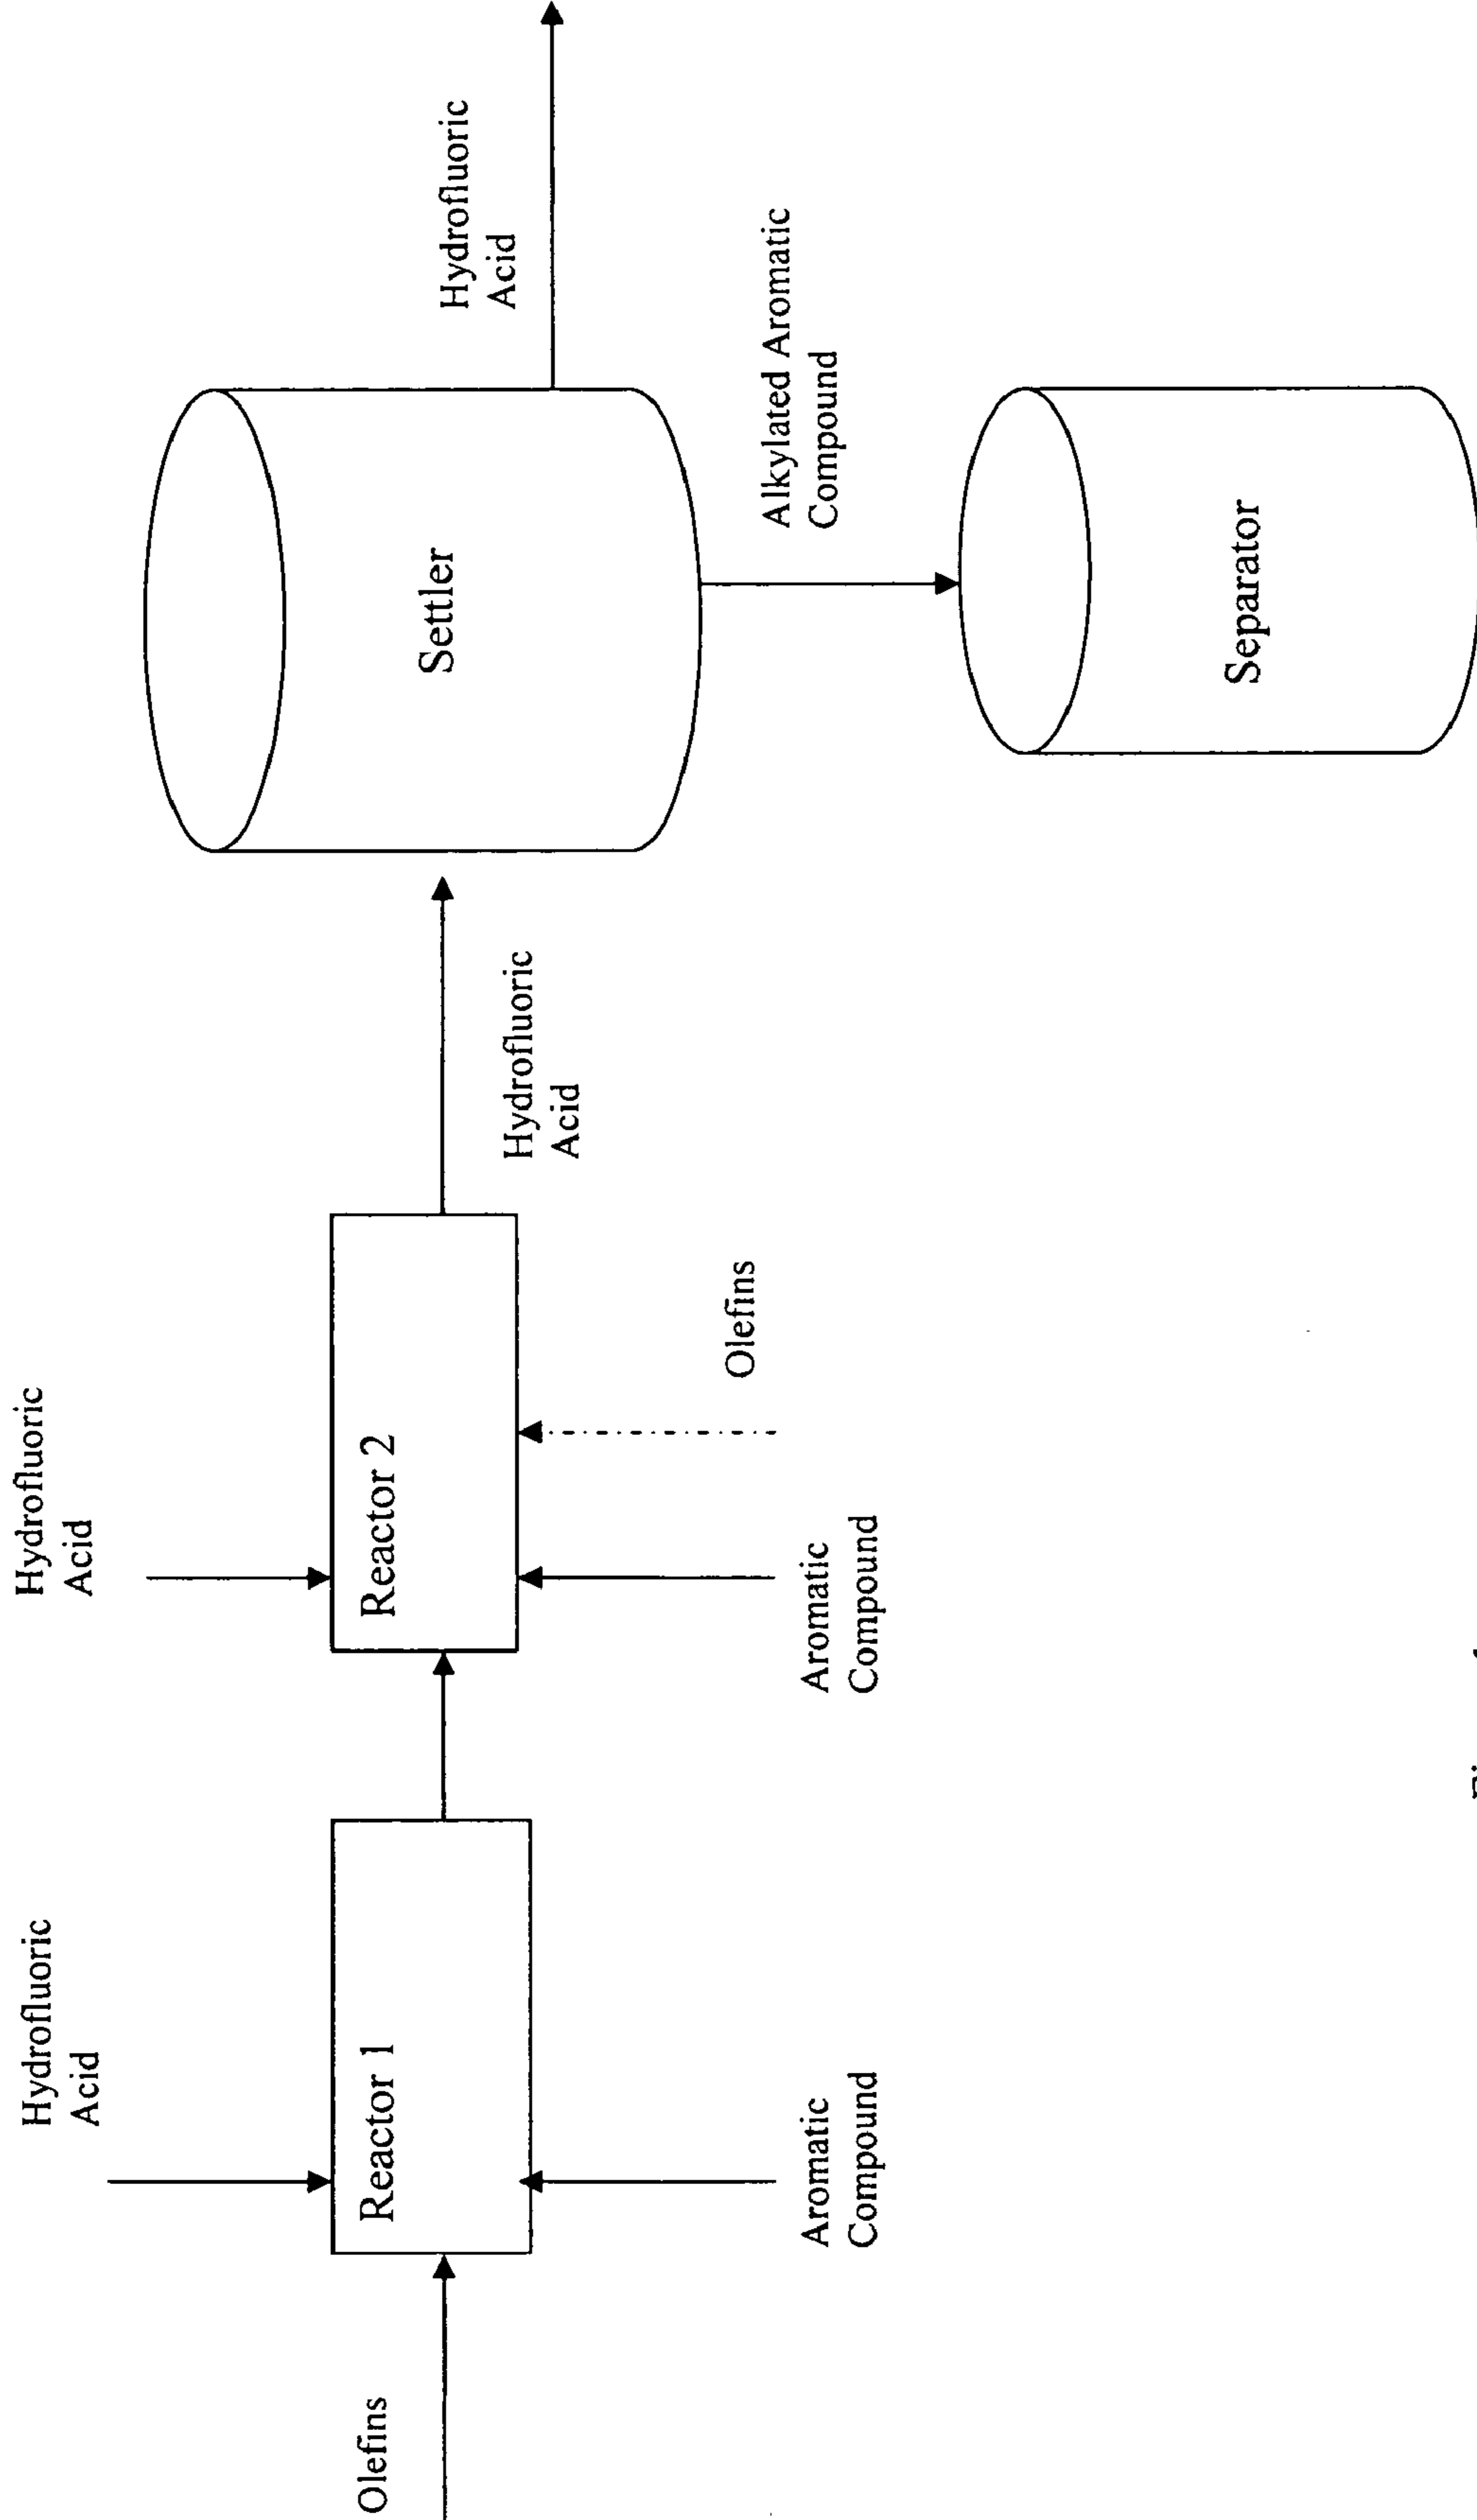 Olefins
Hydrofluoric
Acid
Reactor 1
Aromatic
Compound
Hydrofluoric
Acid
Reactor 2
Aromatic
Compound
Olefins
Hydrofluoric
Acid
Settler
Hydrofluoric
Acid
Alkylated Aromatic
Compound
Separator